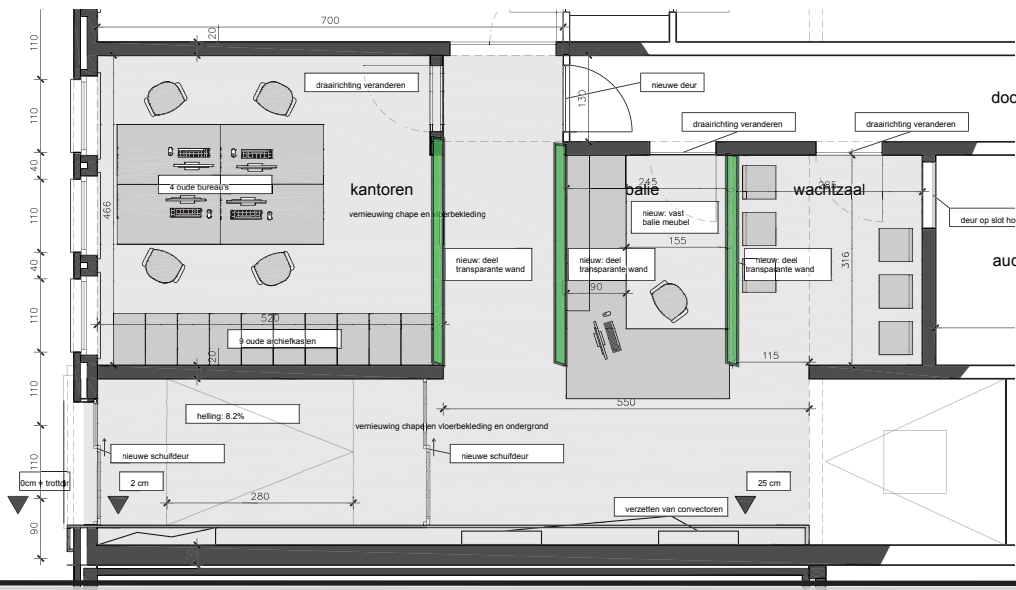 700
110
20
draairichting veranderen
nieuwe deur
130
doo
110
draairichting veranderen
draairichting veranderen
40
4 oude bureau's
kantoren
245
balie
wachtzaal
466
110
vernieuwing chape en vloerbekleding
nieuw: vast
balie meubel
deur op slot ho
155
40
nieuw: deel
transparante wand
nieuw: deel
transparante wand
nieuw: deel
transparante wand
316
auc
90
110
520
9 oude archiefkasten
20
115
110
550
helling: 8.2%
vernieuwing chape en vloerbekleding en ondergrond
nieuwe schuifdeur
nieuwe schuifdeur
110
0cm = trottoir
2 cm
25 cm
280
verzetten van convectoren
90